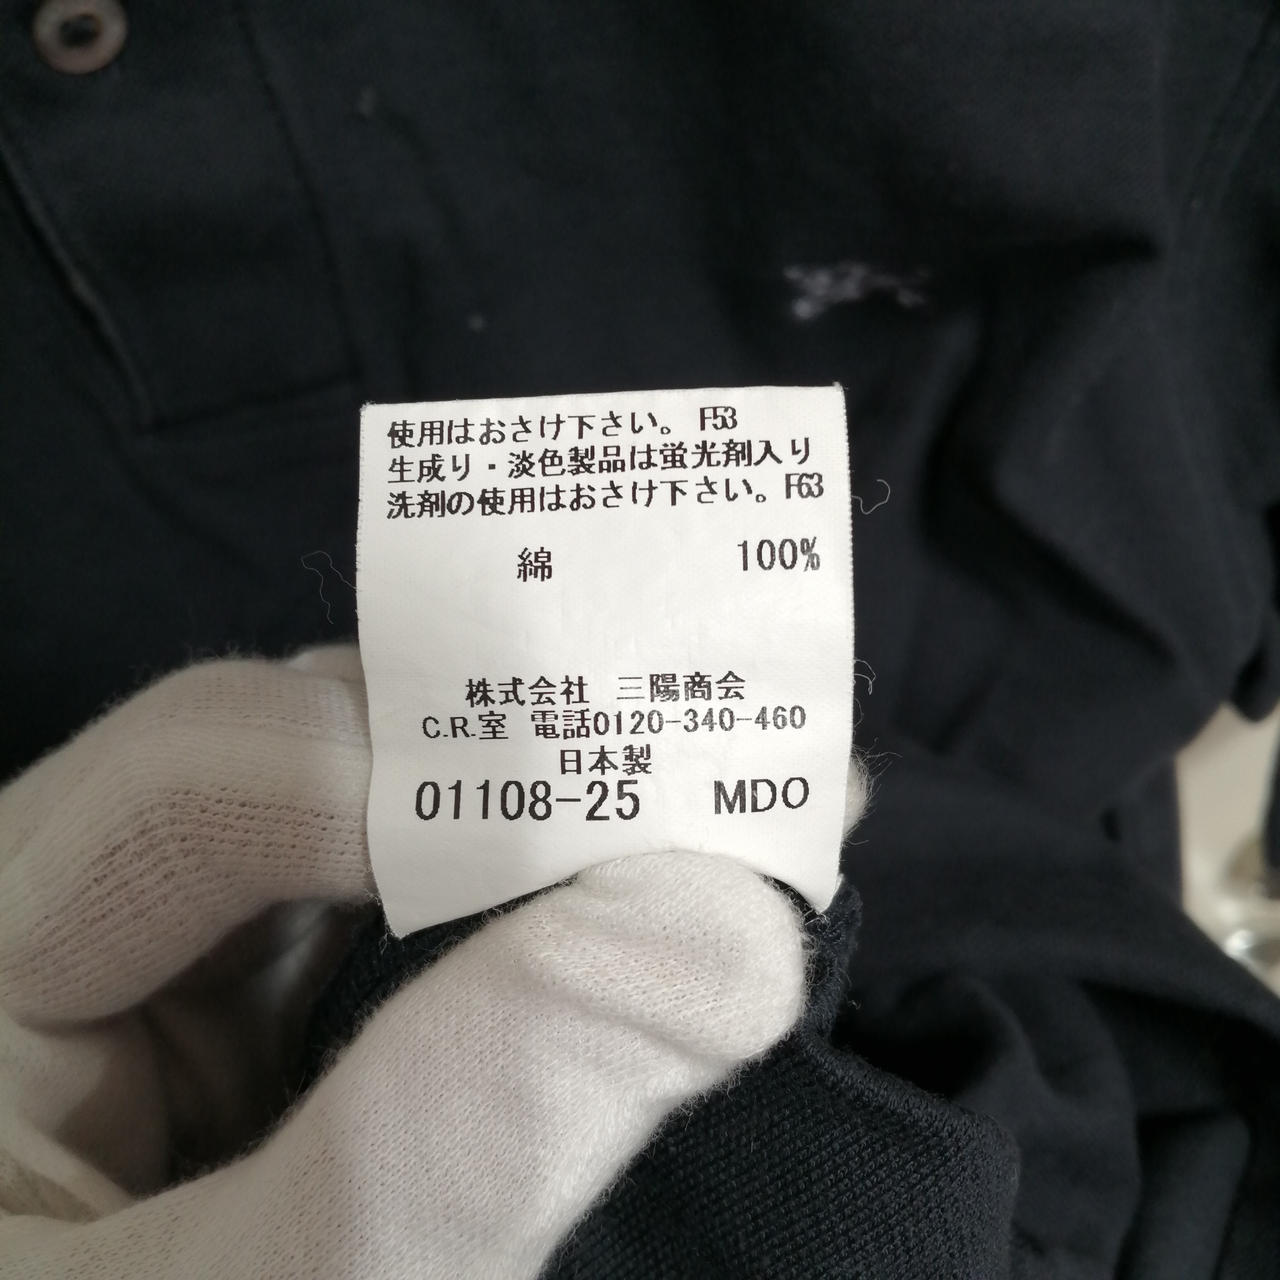 使用はおさけ下さい。 F53
生成り・淡色製品は蛍光剤入り
洗剤の使用はおさけ下さい。F63
綿 100%
株式会社 三陽商会
C.R.室 電話0120-340-460
日本製
01108-25 MDO